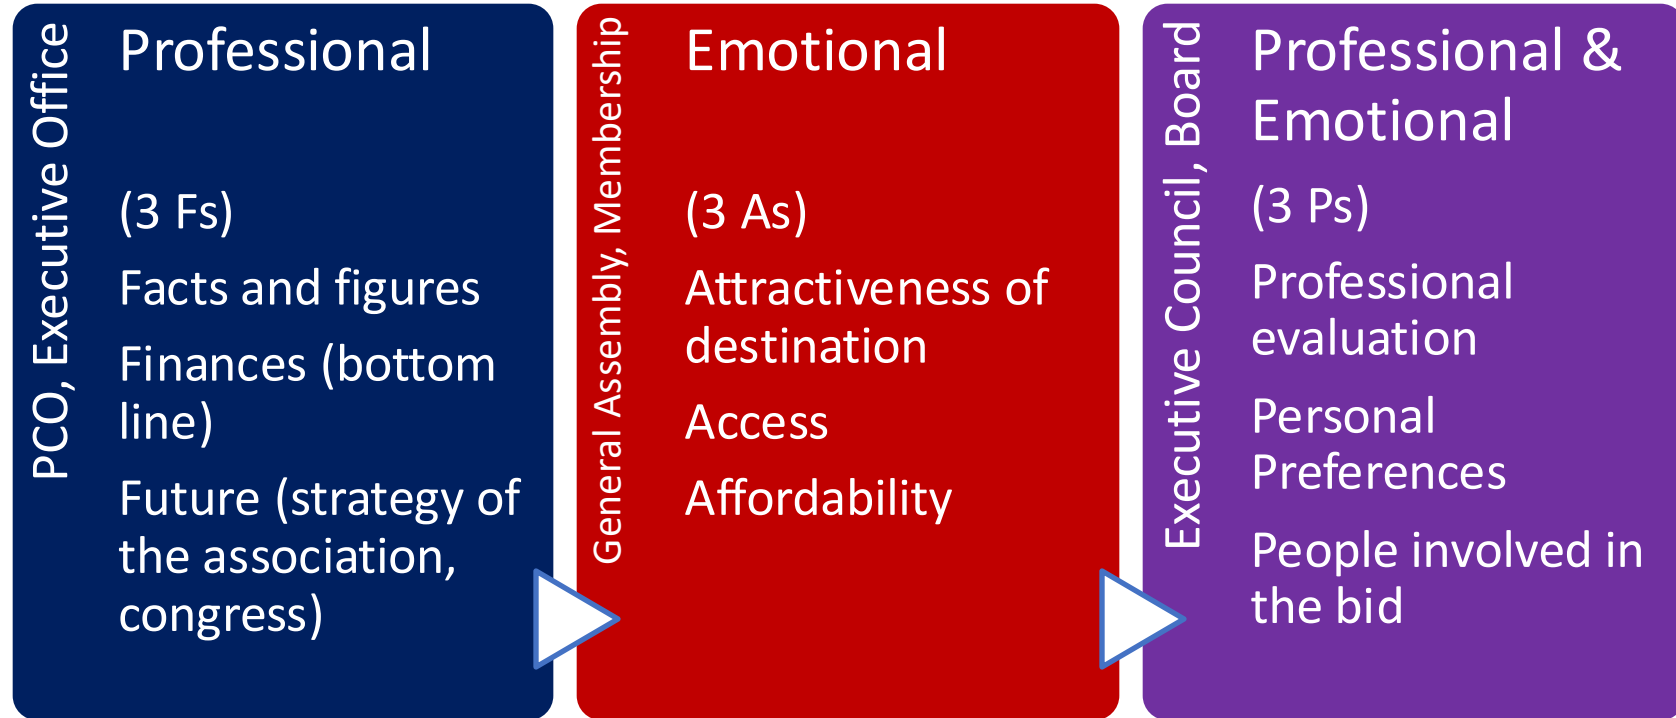 PCO, Executive Office
Professional
(3 Fs)
Facts and figures
Finances (bottom
line)
Future (strategy of
the association,
congress)
General Assembly, Membership
Emotional
(3 As)
Attractiveness of
destination
Access
Affordability
Executive Council, Board
Professional &
Emotional
(3 Ps)
Professional
evaluation
Personal
Preferences
People involved in
the bid